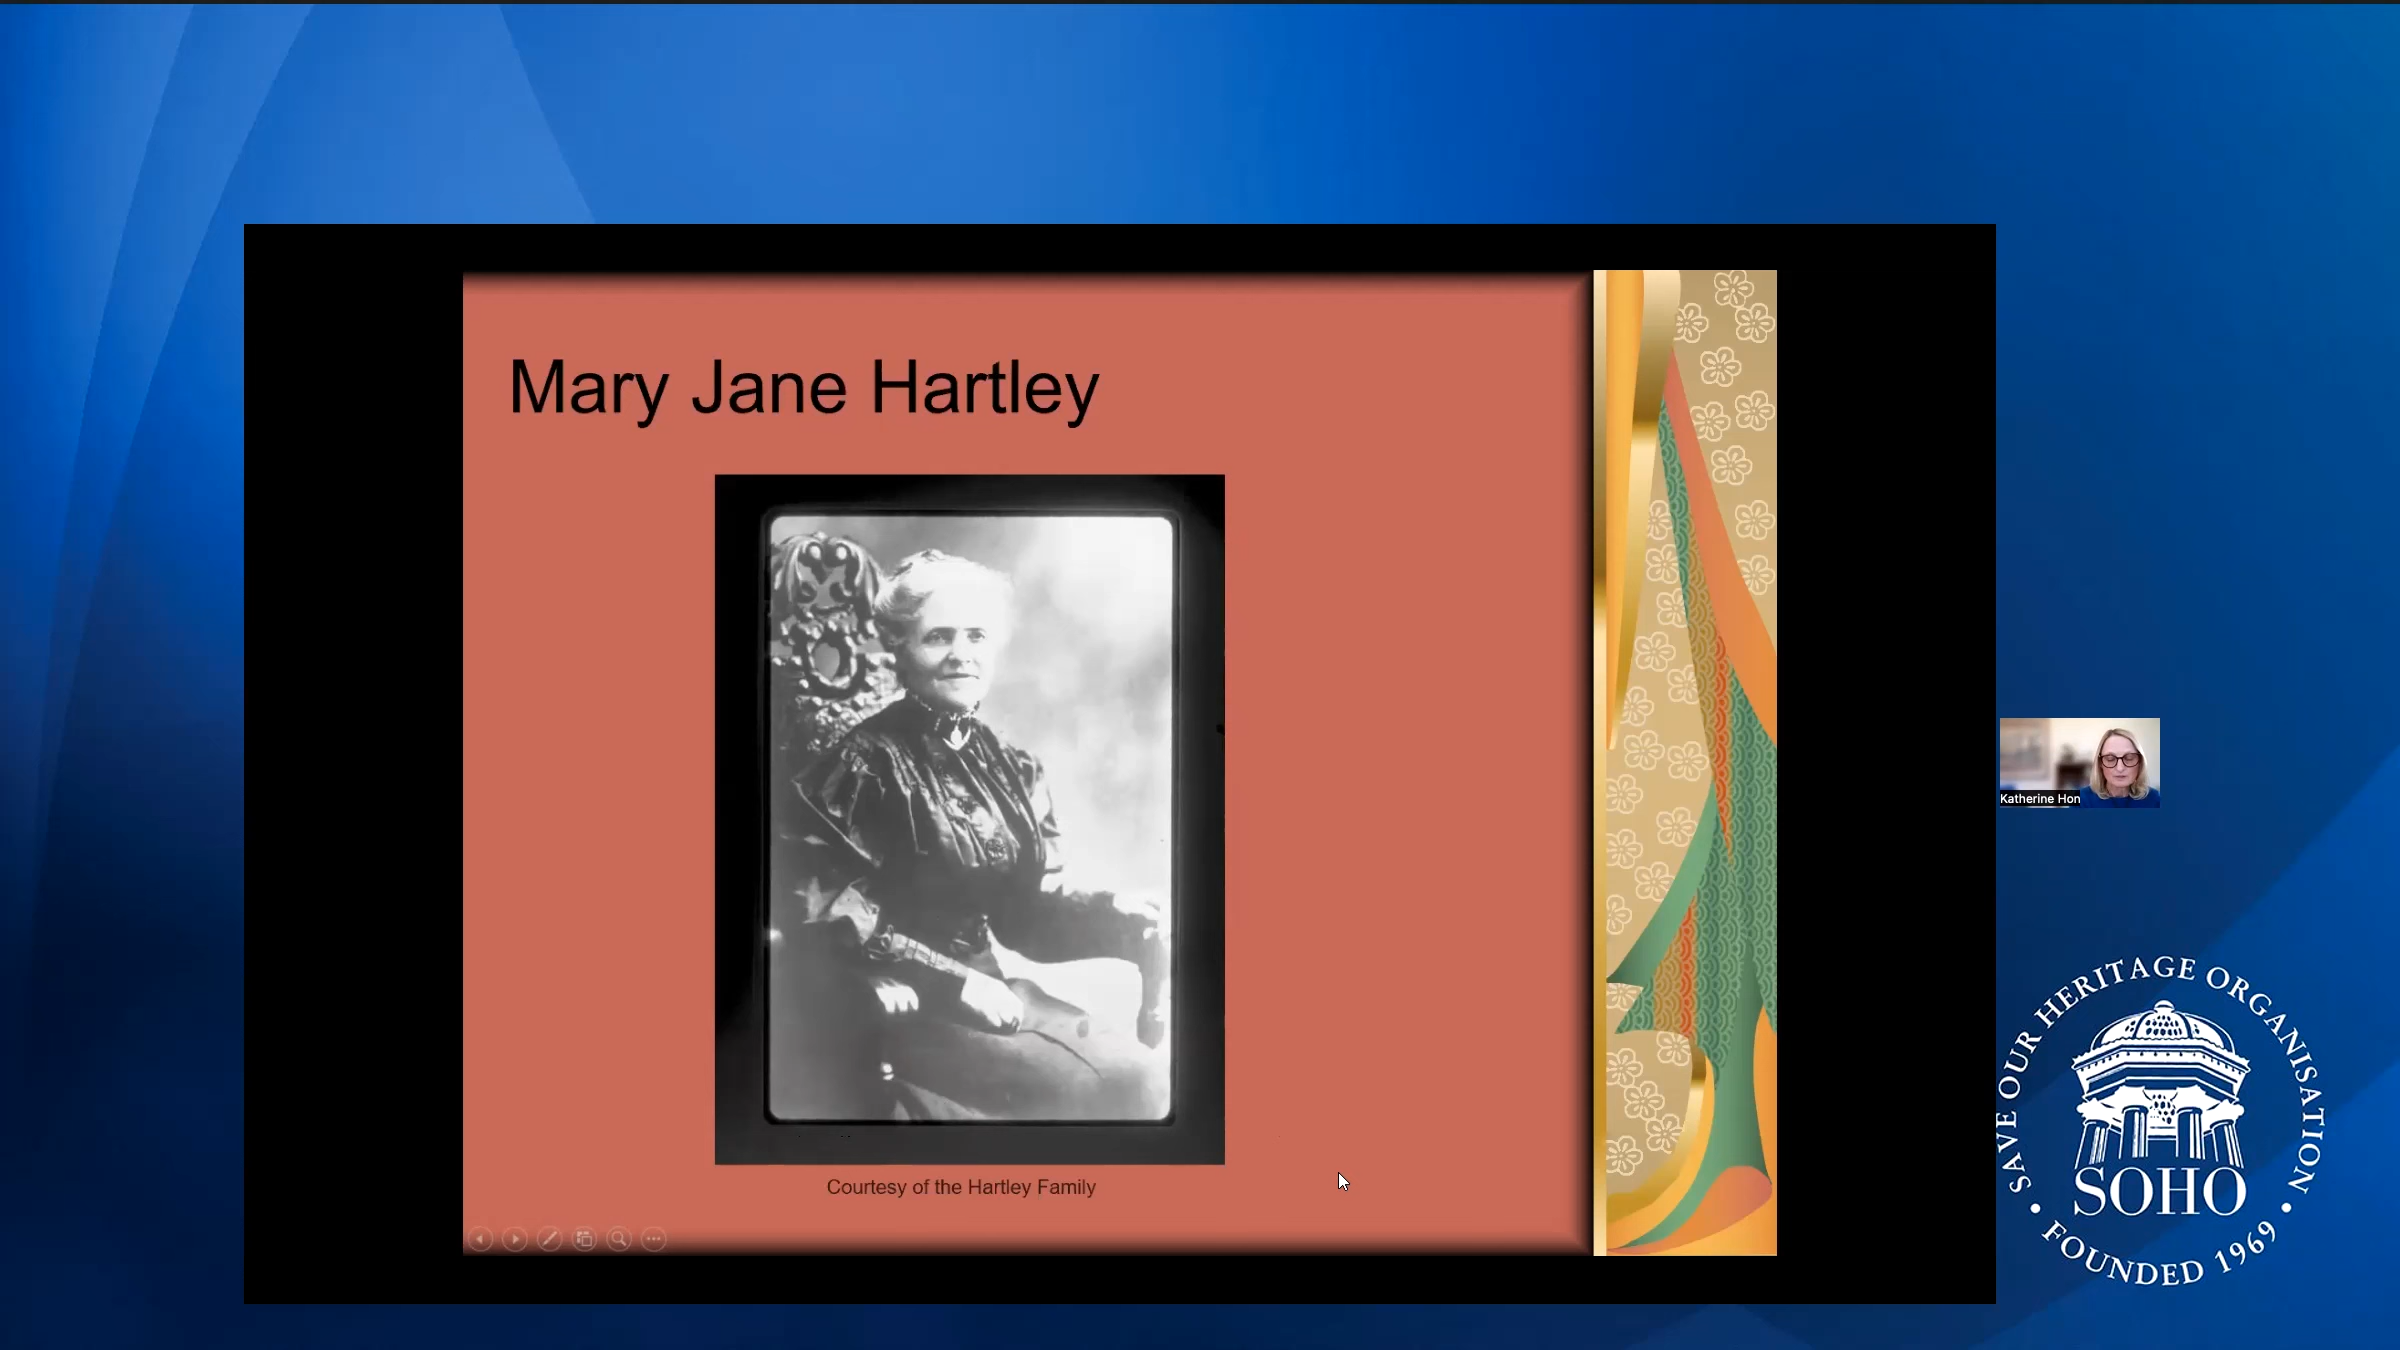 Mary Jane Hartley
Courtesy of the Hartley Family
Katherine Hon
SAVE OUR HERITAGE ORGANISATION
SOHO
• FOUNDED 1969 •